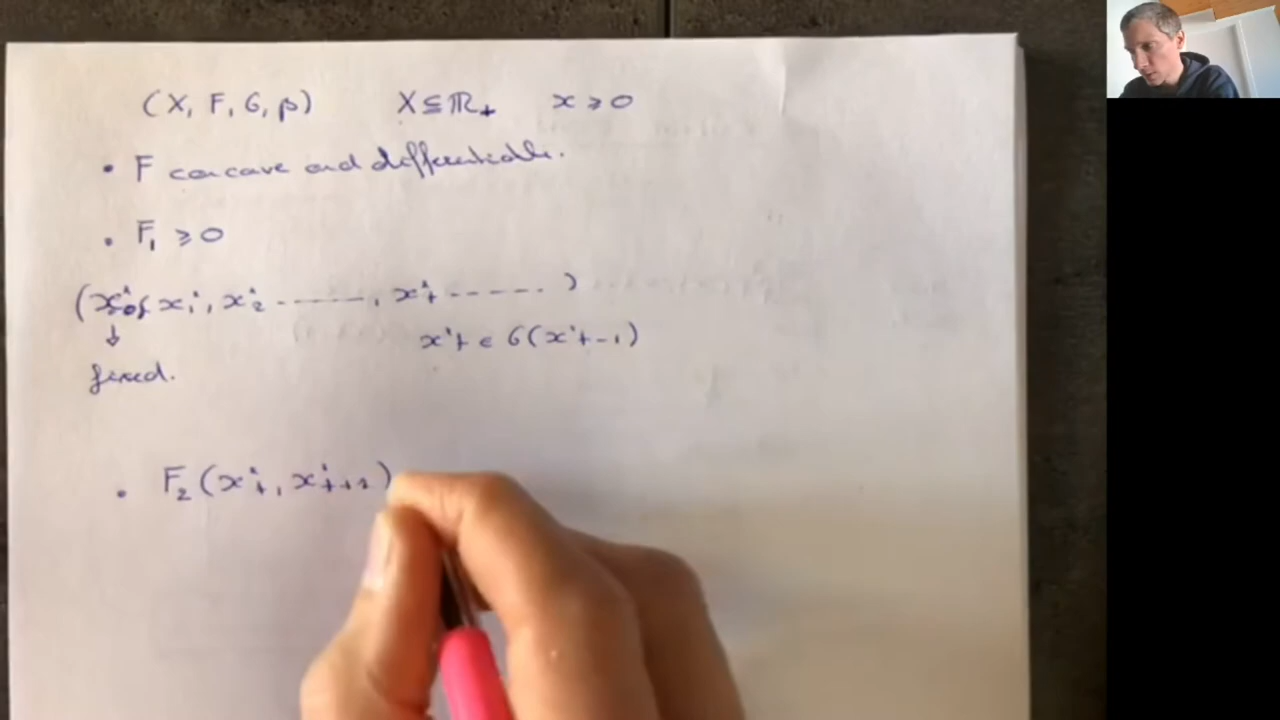 (X, F, G, β) X ⊆ ℝ₊ x ≥ 0
• F concave and differentiable.
• F₁ ≥ 0
(x*₀, x*₁, x*₂ ------, x*ₜ ------ )
↓ x*ₜ ∈ G(x*ₜ₋₁)
fixed.
• F₂(x*ₜ, x*ₜ₊₁)